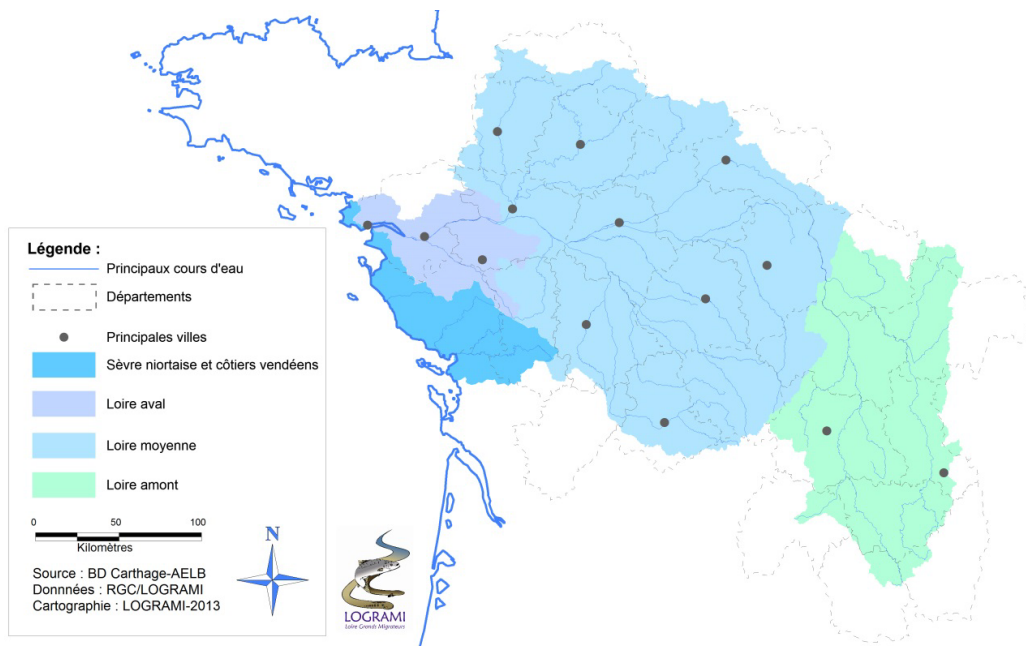 Légende :
Principaux cours d'eau
Départements
Principales villes
Sèvre niortaise et côtiers vendéens
Loire aval
Loire moyenne
Loire amont
0 50 100
Kilomètres
N
Source : BD Carthage-AELB
Donnnées : RGC/LOGRAMI
Cartographie : LOGRAMI-2013
LOGRAMI
Loire Grands Migrateurs